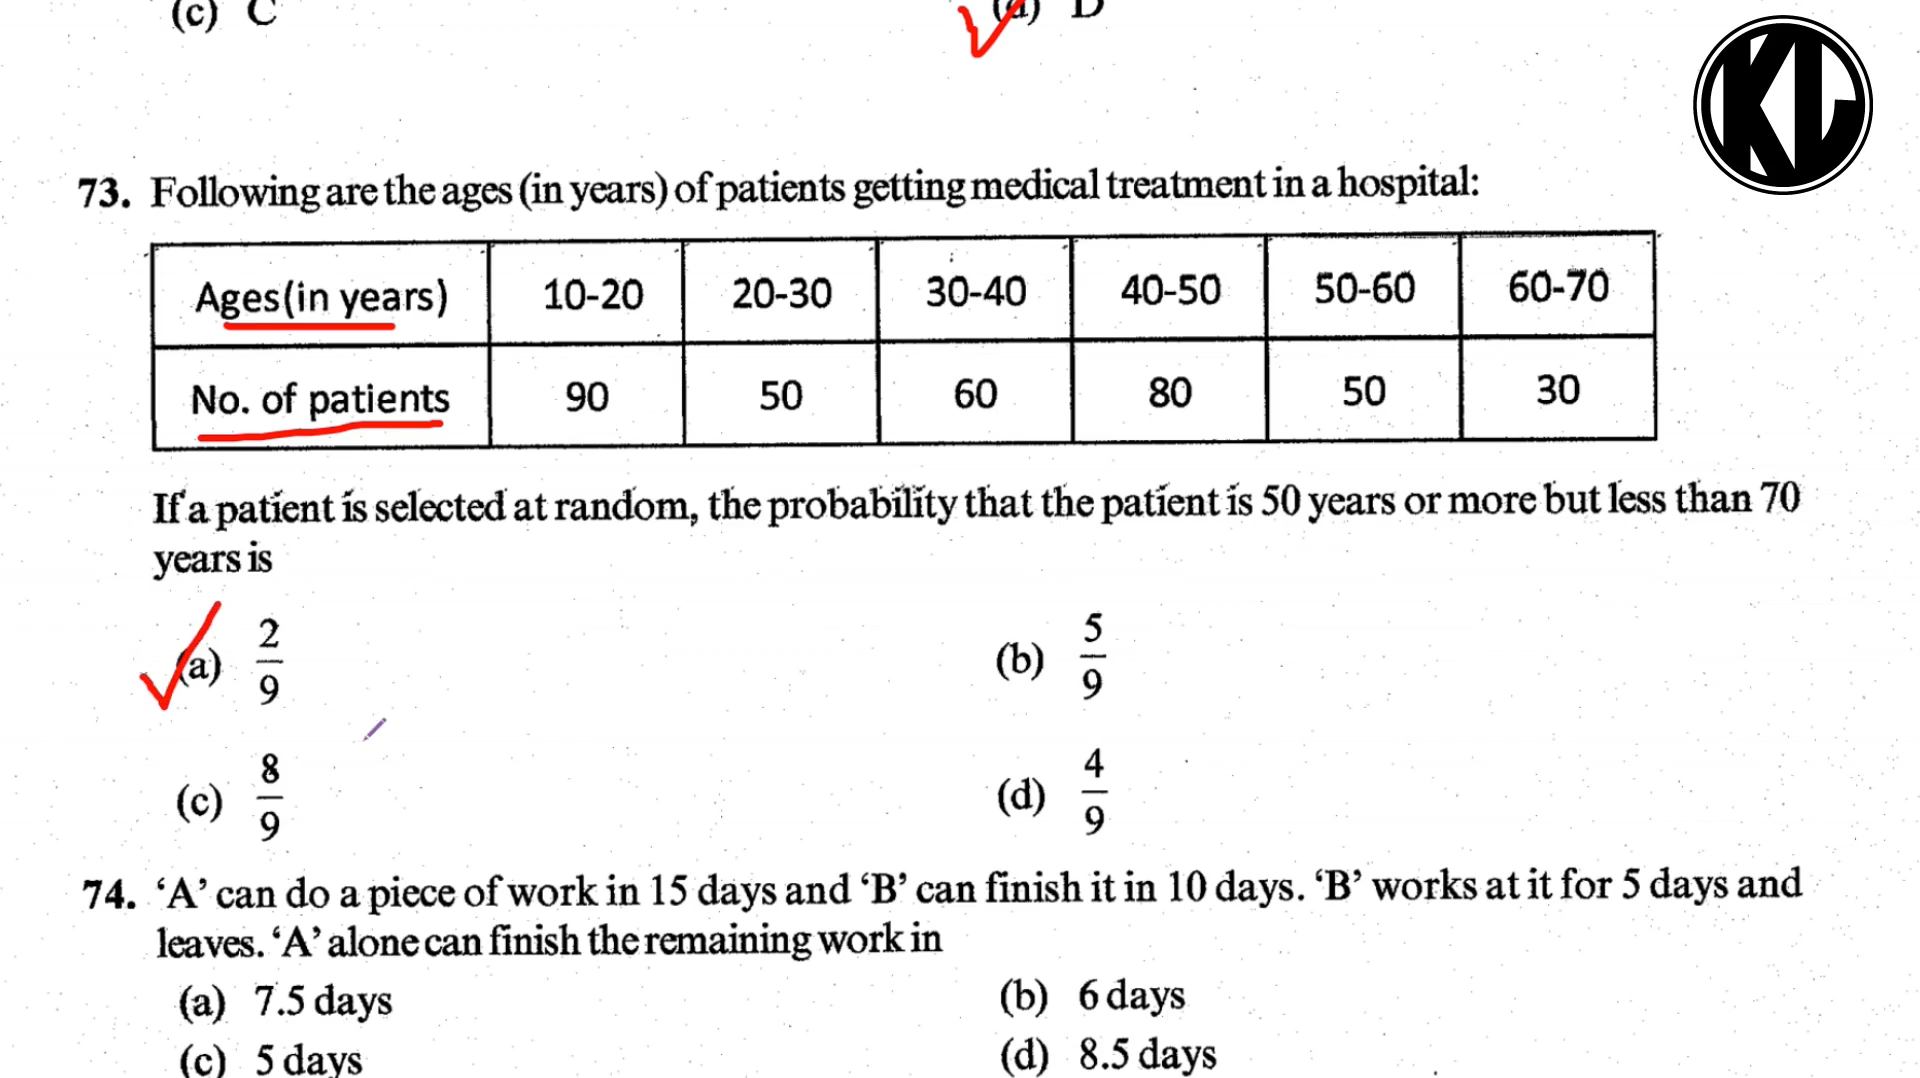 (c) C (d) D
KL
73. Following are the ages (in years) of patients getting medical treatment in a hospital:
Ages(in years) 10-20 20-30 30-40 40-50 50-60 60-70
No. of patients 90 50 60 80 50 30
If a patient is selected at random, the probability that the patient is 50 years or more but less than 70
years is
(a) 2/9 (b) 5/9
(c) 8/9 (d) 4/9
74. ‘A’ can do a piece of work in 15 days and ‘B’ can finish it in 10 days. ‘B’ works at it for 5 days and
leaves. ‘A’ alone can finish the remaining work in
(a) 7.5 days (b) 6 days
(c) 5 days (d) 8.5 days